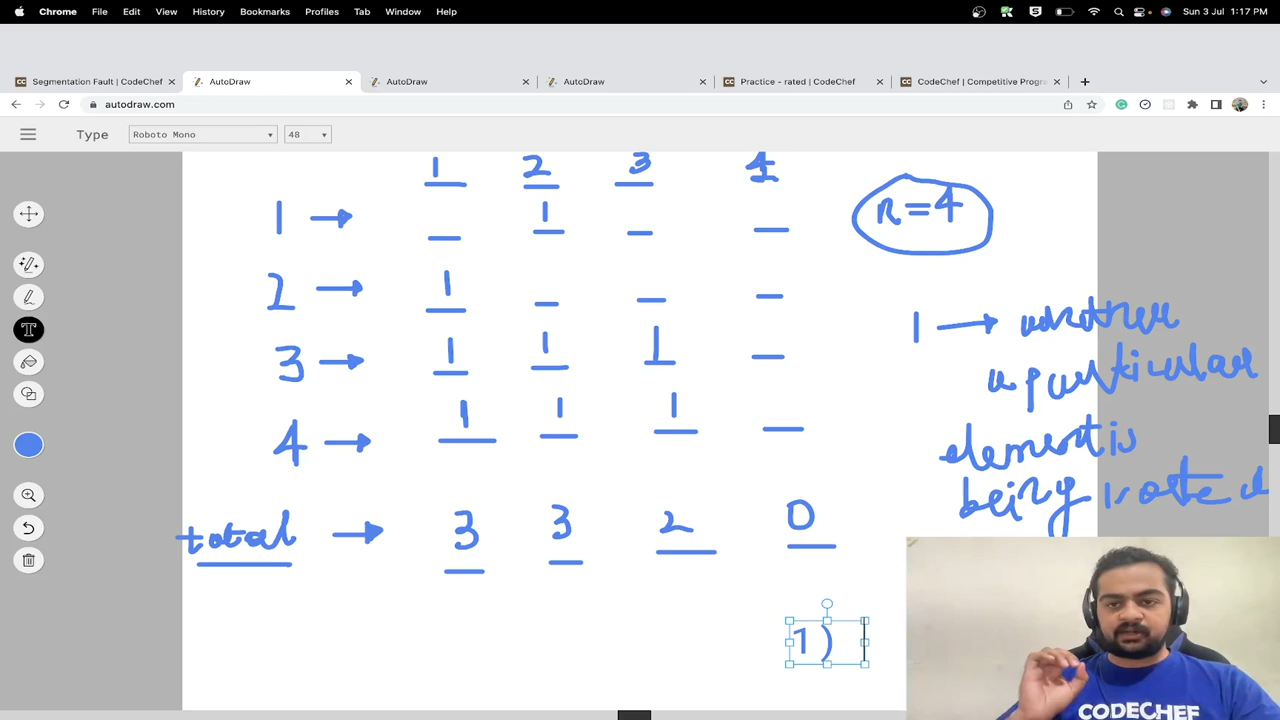 Chrome File Edit View History Bookmarks Profiles Tab Window Help Sun 3 Jul 1:17 PM
Segmentation Fault | CodeChef AutoDraw AutoDraw AutoDraw Practice - rated | CodeChef CodeChef | Competitive Progr
autodraw.com
Type Roboto Mono 48
1 2 3 4
1 → _ 1 _ _
n=4
2 → 1 _ _ _
1 → whether
3 → 1 1 1 _
a particular
4 → 1 1 1 _
element is
being voted
total → 3 3 2 0
1)
CODECHEF